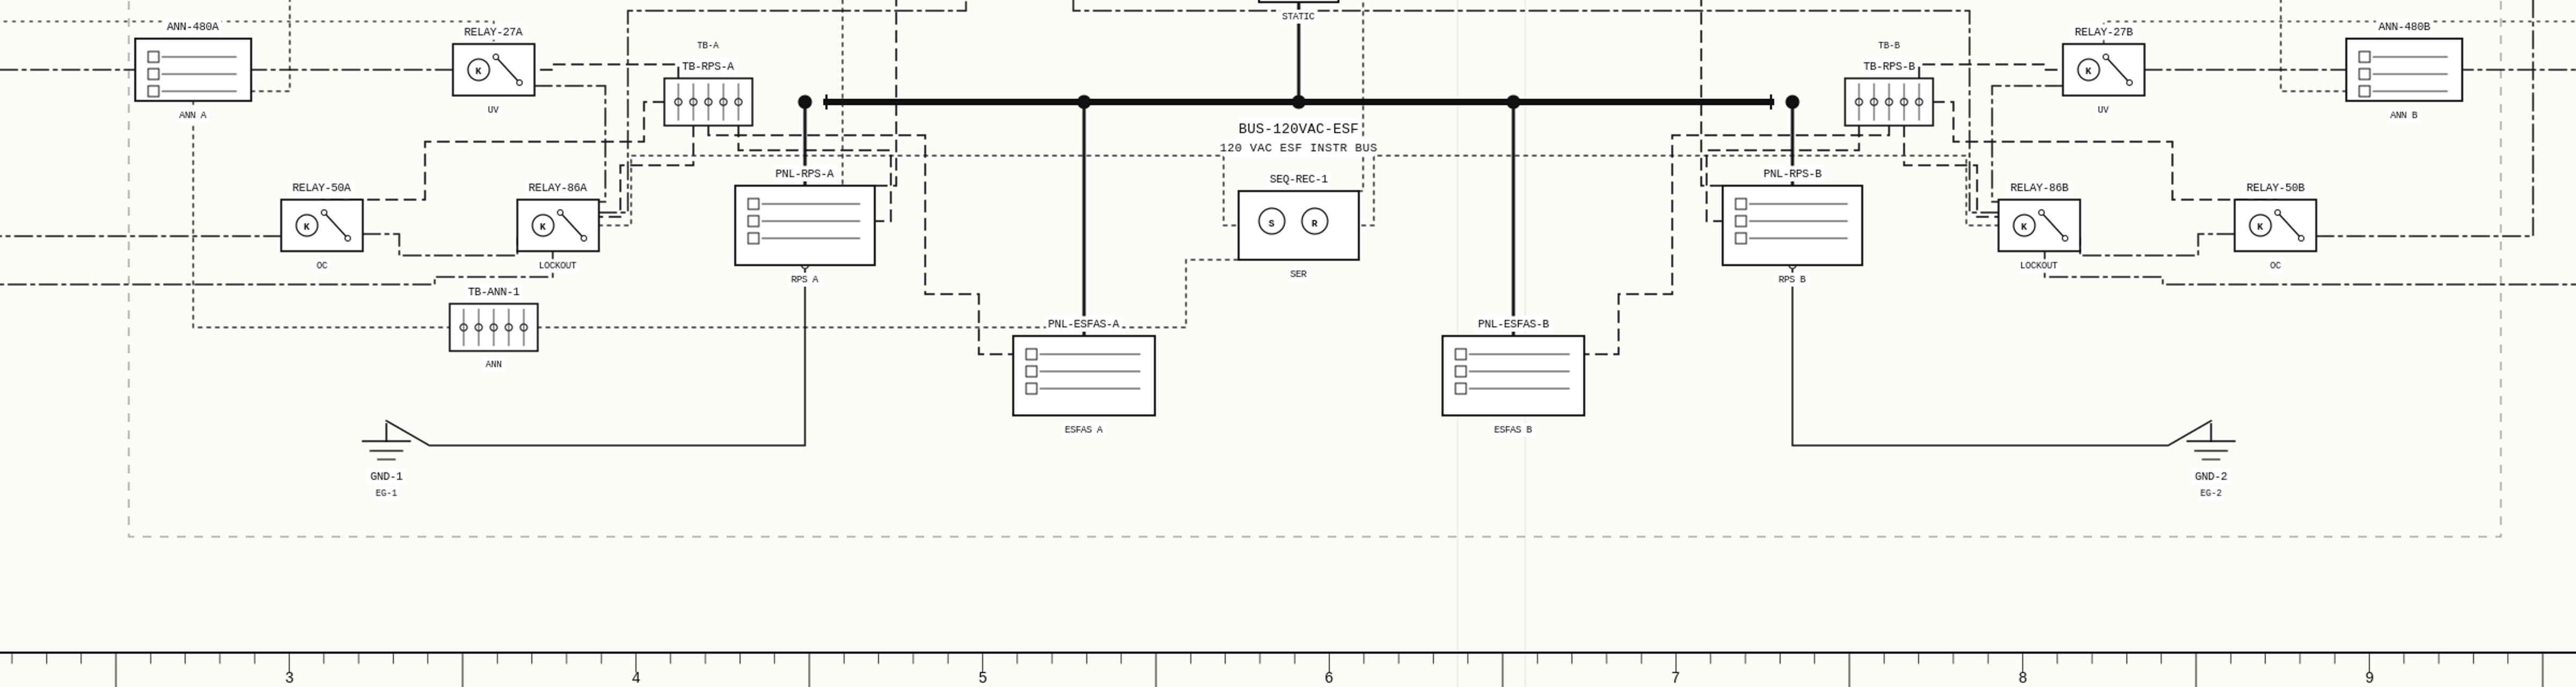 STATIC
ANN-480A
ANN A
RELAY-27A
K
UV
TB-A
TB-RPS-A
TB-B
TB-RPS-B
RELAY-27B
K
UV
ANN-480B
ANN B
BUS-120VAC-ESF
120 VAC ESF INSTR BUS
RELAY-50A
K
OC
RELAY-86A
K
LOCKOUT
PNL-RPS-A
RPS A
SEQ-REC-1
S R
SER
PNL-RPS-B
RPS B
RELAY-86B
K
LOCKOUT
RELAY-50B
K
OC
TB-ANN-1
ANN
PNL-ESFAS-A
ESFAS A
PNL-ESFAS-B
ESFAS B
GND-1
EG-1
GND-2
EG-2
3 4 5 6 7 8 9